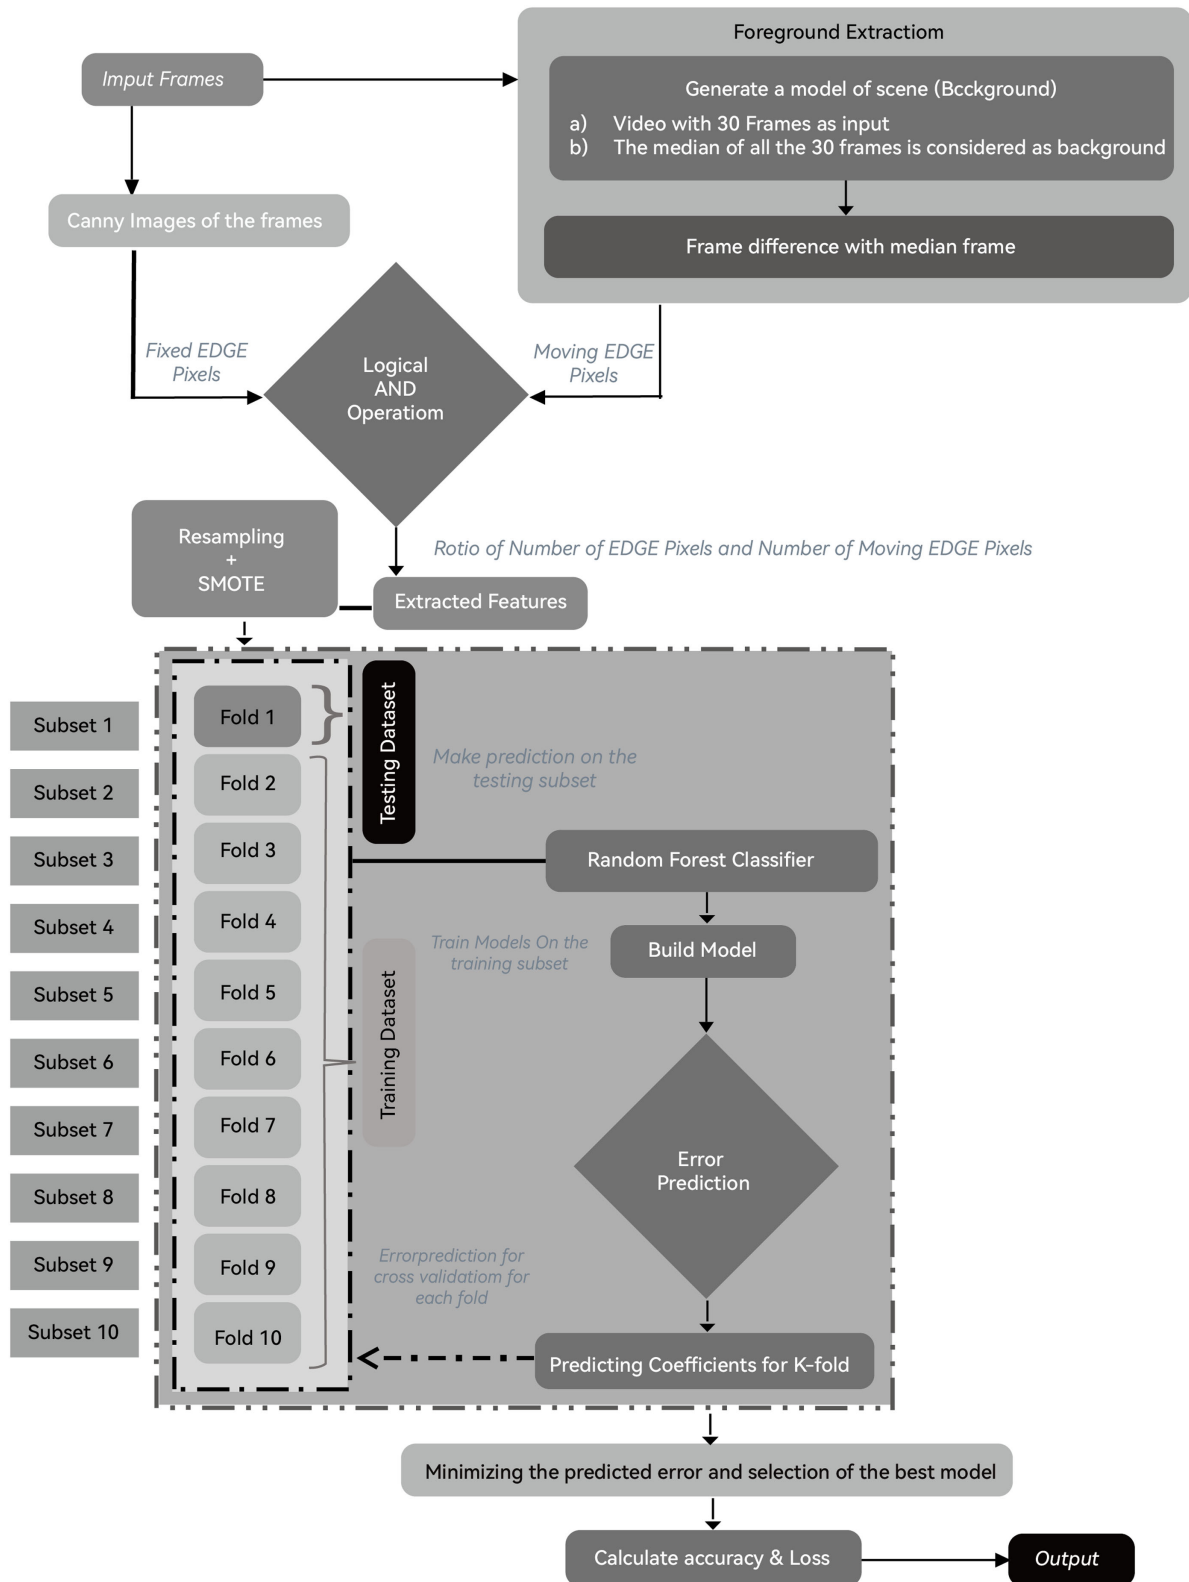 Foreground Extractiom
Imput Frames
Generate a model of scene (Bcckground)
a) Video with 30 Frames as input
b) The median of all the 30 frames is considered as background
Canny Images of the frames
Frame difference with median frame
Fixed EDGE
Pixels
Logical
AND
Operatiom
Moving EDGE
Pixels
Resampling
+
SMOTE
Rotio of Number of EDGE Pixels and Number of Moving EDGE Pixels
Extracted Features
Subset 1
Subset 2
Subset 3
Subset 4
Subset 5
Subset 6
Subset 7
Subset 8
Subset 9
Subset 10
Fold 1
Fold 2
Fold 3
Fold 4
Fold 5
Fold 6
Fold 7
Fold 8
Fold 9
Fold 10
Testing Dataset
Training Dataset
Make prediction on the
testing subset
Random Forest Classifier
Train Models On the
training subset
Build Model
Error
Prediction
Errorprediction for
cross validatiom for
each fold
Predicting Coefficients for K-fold
Minimizing the predicted error and selection of the best model
Calculate accuracy & Loss
Output